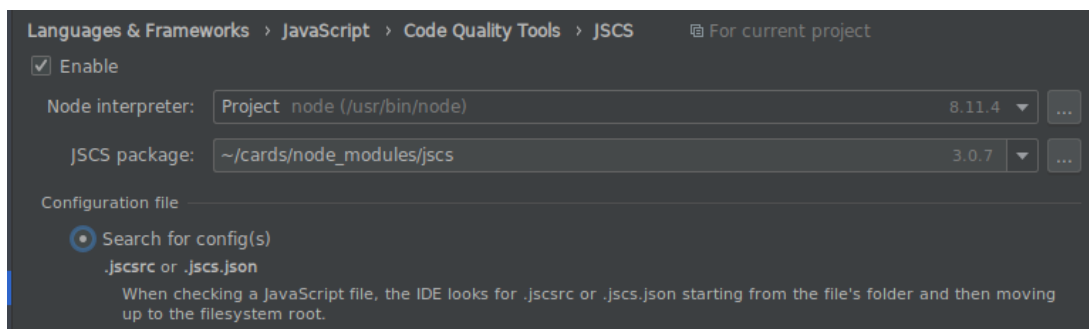 Languages & Frameworks › JavaScript › Code Quality Tools › JSCS For current project
Enable
Node interpreter: Project node (/usr/bin/node) 8.11.4 ...
JSCS package: ~/cards/node_modules/jscs 3.0.7 ...
Configuration file
Search for config(s)
.jscsrc or .jscs.json
When checking a JavaScript file, the IDE looks for .jscsrc or .jscs.json starting from the file's folder and then moving
up to the filesystem root.